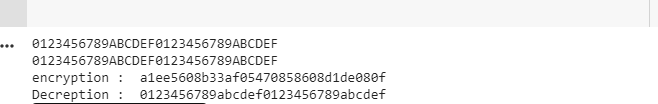 0123456789ABCDEF0123456789ABCDEF
0123456789ABCDEF0123456789ABCDEF
encryption :  a1ee5608b33af05470858608d1de080f
Decreption :  0123456789abcdef0123456789abcdef